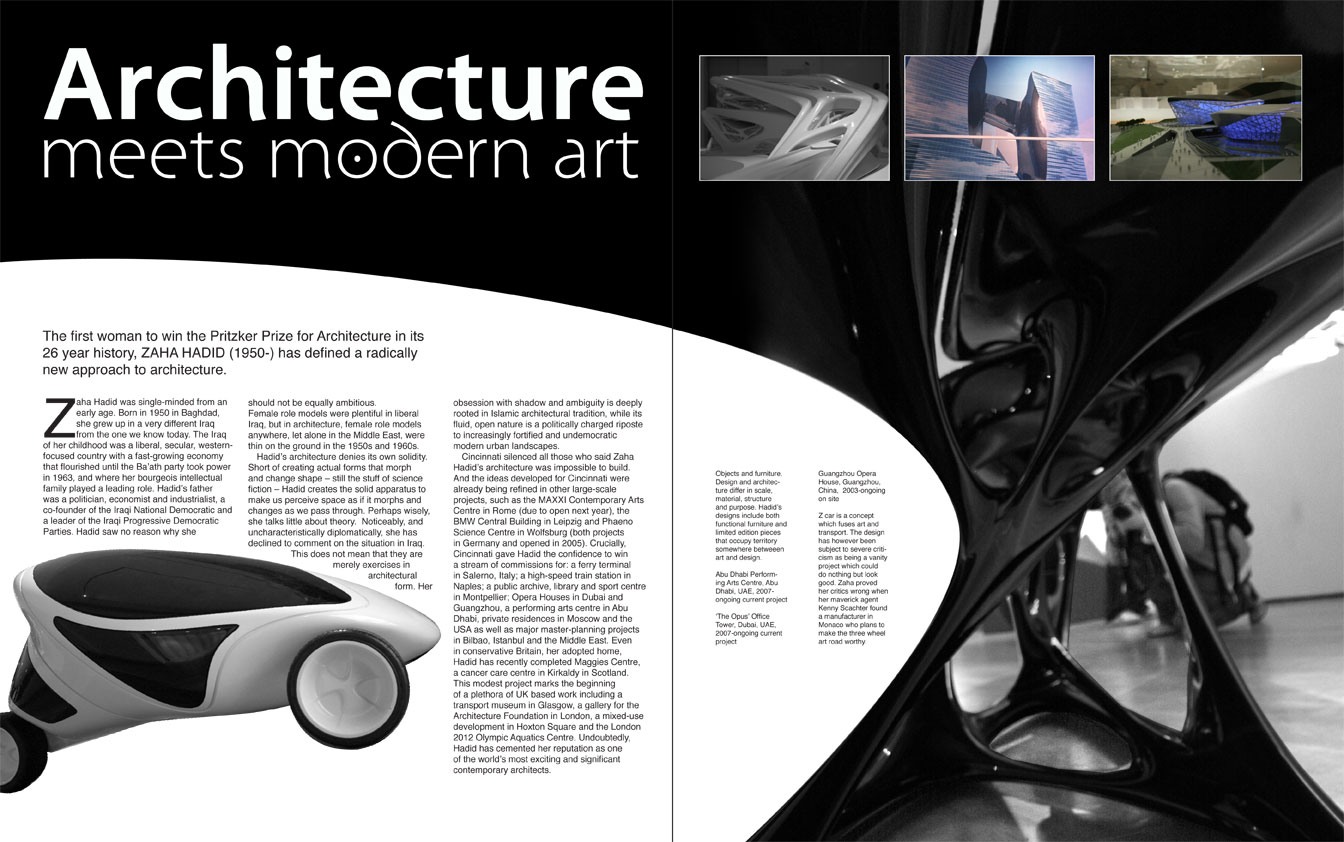 Architecture
meets modern art
The first woman to win the Pritzker Prize for Architecture in its
26 year history, ZAHA HADID (1950-) has defined a radically
new approach to architecture.
Zaha Hadid was single-minded from an
early age. Born in 1950 in Baghdad,
she grew up in a very different Iraq
from the one we know today. The Iraq
of her childhood was a liberal, secular, western-
focused country with a fast-growing economy
that flourished until the Ba'ath party took power
in 1963, and where her bourgeois intellectual
family played a leading role. Hadid's father
was a politician, economist and industrialist, a
co-founder of the Iraqi National Democratic and
a leader of the Iraqi Progressive Democratic
Parties. Hadid saw no reason why she
should not be equally ambitious.
Female role models were plentiful in liberal
Iraq, but in architecture, female role models
anywhere, let alone in the Middle East, were
thin on the ground in the 1950s and 1960s.
Hadid's architecture denies its own solidity.
Short of creating actual forms that morph
and change shape – still the stuff of science
fiction – Hadid creates the solid apparatus to
make us perceive space as if it morphs and
changes as we pass through. Perhaps wisely,
she talks little about theory. Noticeably, and
uncharacteristically diplomatically, she has
declined to comment on the situation in Iraq.
This does not mean that they are
merely exercises in
architectural
form. Her
obsession with shadow and ambiguity is deeply
rooted in Islamic architectural tradition, while its
fluid, open nature is a politically charged riposte
to increasingly fortified and undemocratic
modern urban landscapes.
Cincinnati silenced all those who said Zaha
Hadid's architecture was impossible to build.
And the ideas developed for Cincinnati were
already being refined in other large-scale
projects, such as the MAXXI Contemporary Arts
Centre in Rome (due to open next year), the
BMW Central Building in Leipzig and Phaeno
Science Centre in Wolfsburg (both projects
in Germany and opened in 2005). Crucially,
Cincinnati gave Hadid the confidence to win
a stream of commissions for: a ferry terminal
in Salerno, Italy; a high-speed train station in
Naples; a public archive, library and sport centre
in Montpellier; Opera Houses in Dubai and
Guangzhou, a performing arts centre in Abu
Dhabi, private residences in Moscow and the
USA as well as major master-planning projects
in Bilbao, Istanbul and the Middle East. Even
in conservative Britain, her adopted home,
Hadid has recently completed Maggies Centre,
a cancer care centre in Kirkaldy in Scotland.
This modest project marks the beginning
of a plethora of UK based work including a
transport museum in Glasgow, a gallery for the
Architecture Foundation in London, a mixed-use
development in Hoxton Square and the London
2012 Olympic Aquatics Centre. Undoubtedly,
Hadid has cemented her reputation as one
of the world's most exciting and significant
contemporary architects.
Objects and furniture.
Design and architec-
ture differ in scale,
material, structure
and purpose. Hadid's
designs include both
functional furniture and
limited edition pieces
that occupy territory
somewhere betweeen
art and design.
Abu Dhabi Perform-
ing Arts Centre, Abu
Dhabi, UAE, 2007-
ongoing current project
'The Opus' Office
Tower, Dubai, UAE,
2007-ongoing current
project
Guangzhou Opera
House, Guangzhou,
China, 2003-ongoing
on site
Z car is a concept
which fuses art and
transport. The design
has however been
subject to severe criti-
cism as being a vanity
project which could
do nothing but look
good. Zaha proved
her critics wrong when
her maverick agent
Kenny Scachter found
a manufacturer in
Monaco who plans to
make the three wheel
art road worthy